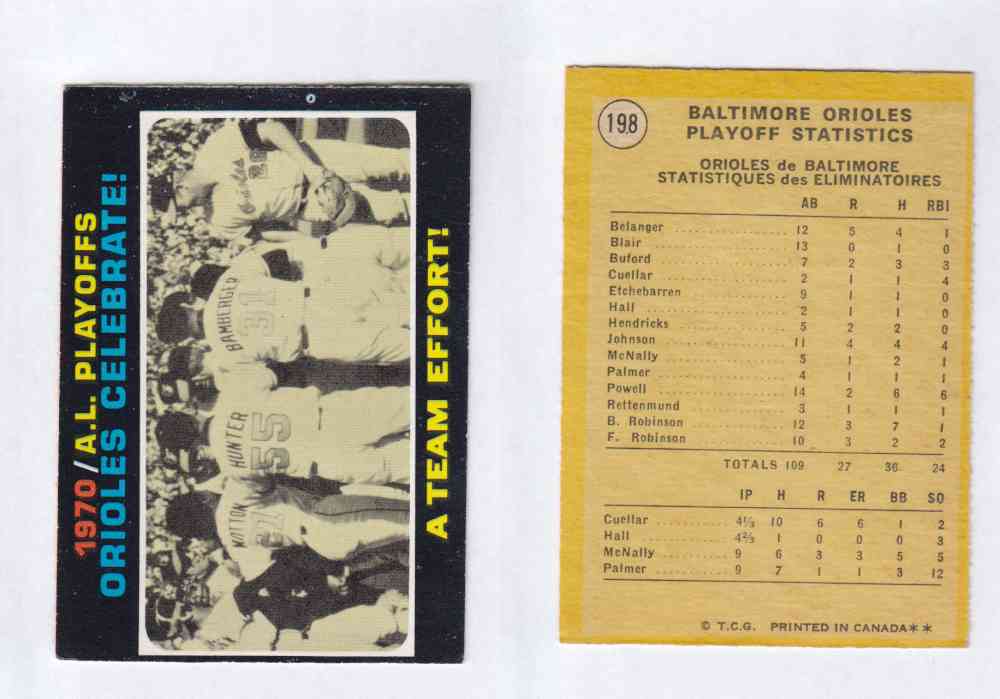 1970/A.L. PLAYOFFS
ORIOLES CELEBRATE!
Orioles
BAMBERGER
31
HUNTER
55
MOTTON
A TEAM EFFORT!
198
BALTIMORE ORIOLES
PLAYOFF STATISTICS
ORIOLES de BALTIMORE
STATISTIQUES des ELIMINATOIRES
AB R H RBI
Belanger 12 5 4 1
Blair 13 0 1 0
Buford 7 2 3 3
Cuellar 2 1 1 4
Etchebarren 9 1 1 0
Hall 2 1 1 0
Hendricks 5 2 2 0
Johnson 11 4 4 4
McNally 5 1 2 1
Palmer 4 1 1 1
Powell 14 2 6 6
Rettenmund 3 1 1 1
B. Robinson 12 3 7 1
F. Robinson 10 3 2 2
TOTALS 109 27 36 24
IP H R ER BB SO
Cuellar 4⅓ 10 6 6 1 2
Hall 4⅔ 1 0 0 0 3
McNally 9 6 3 3 5 5
Palmer 9 7 1 1 3 12
© T.C.G. PRINTED IN CANADA**